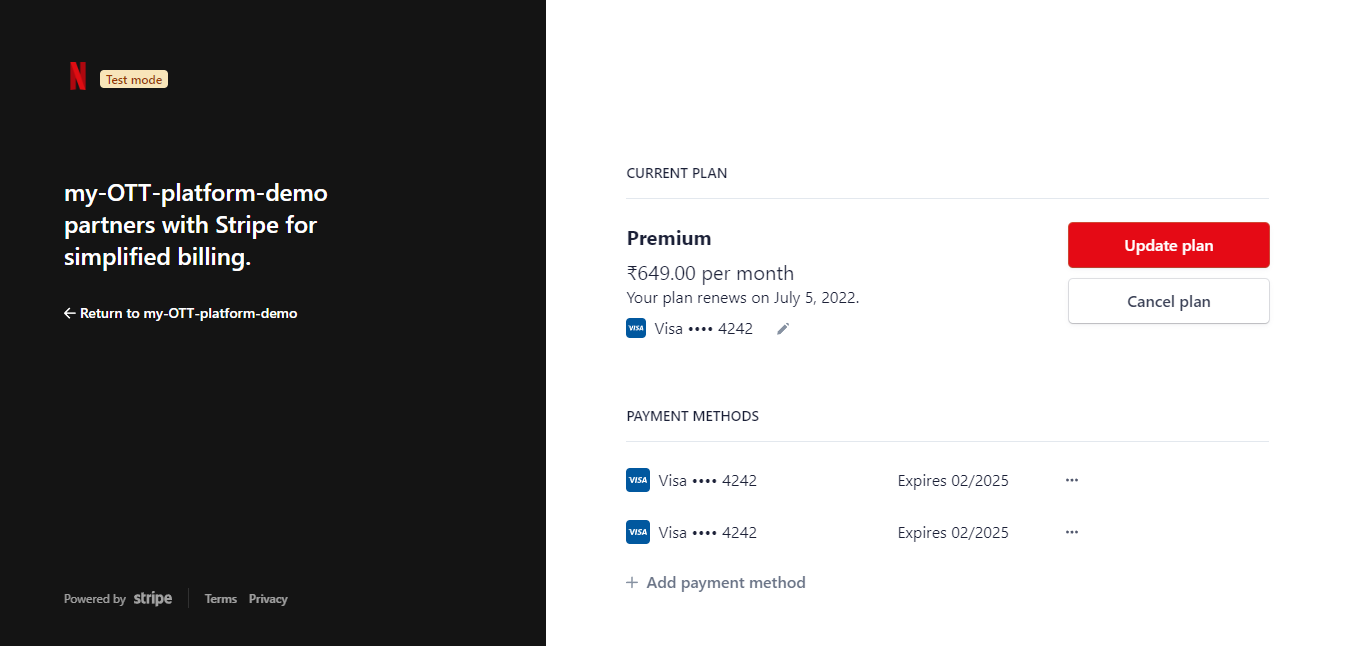 N Test mode
my-OTT-platform-demo
partners with Stripe for
simplified billing.
← Return to my-OTT-platform-demo
Powered by stripe Terms Privacy
CURRENT PLAN
Premium
₹649.00 per month
Your plan renews on July 5, 2022.
VISA Visa •••• 4242
Update plan
Cancel plan
PAYMENT METHODS
VISA Visa •••• 4242 Expires 02/2025 •••
VISA Visa •••• 4242 Expires 02/2025 •••
+ Add payment method